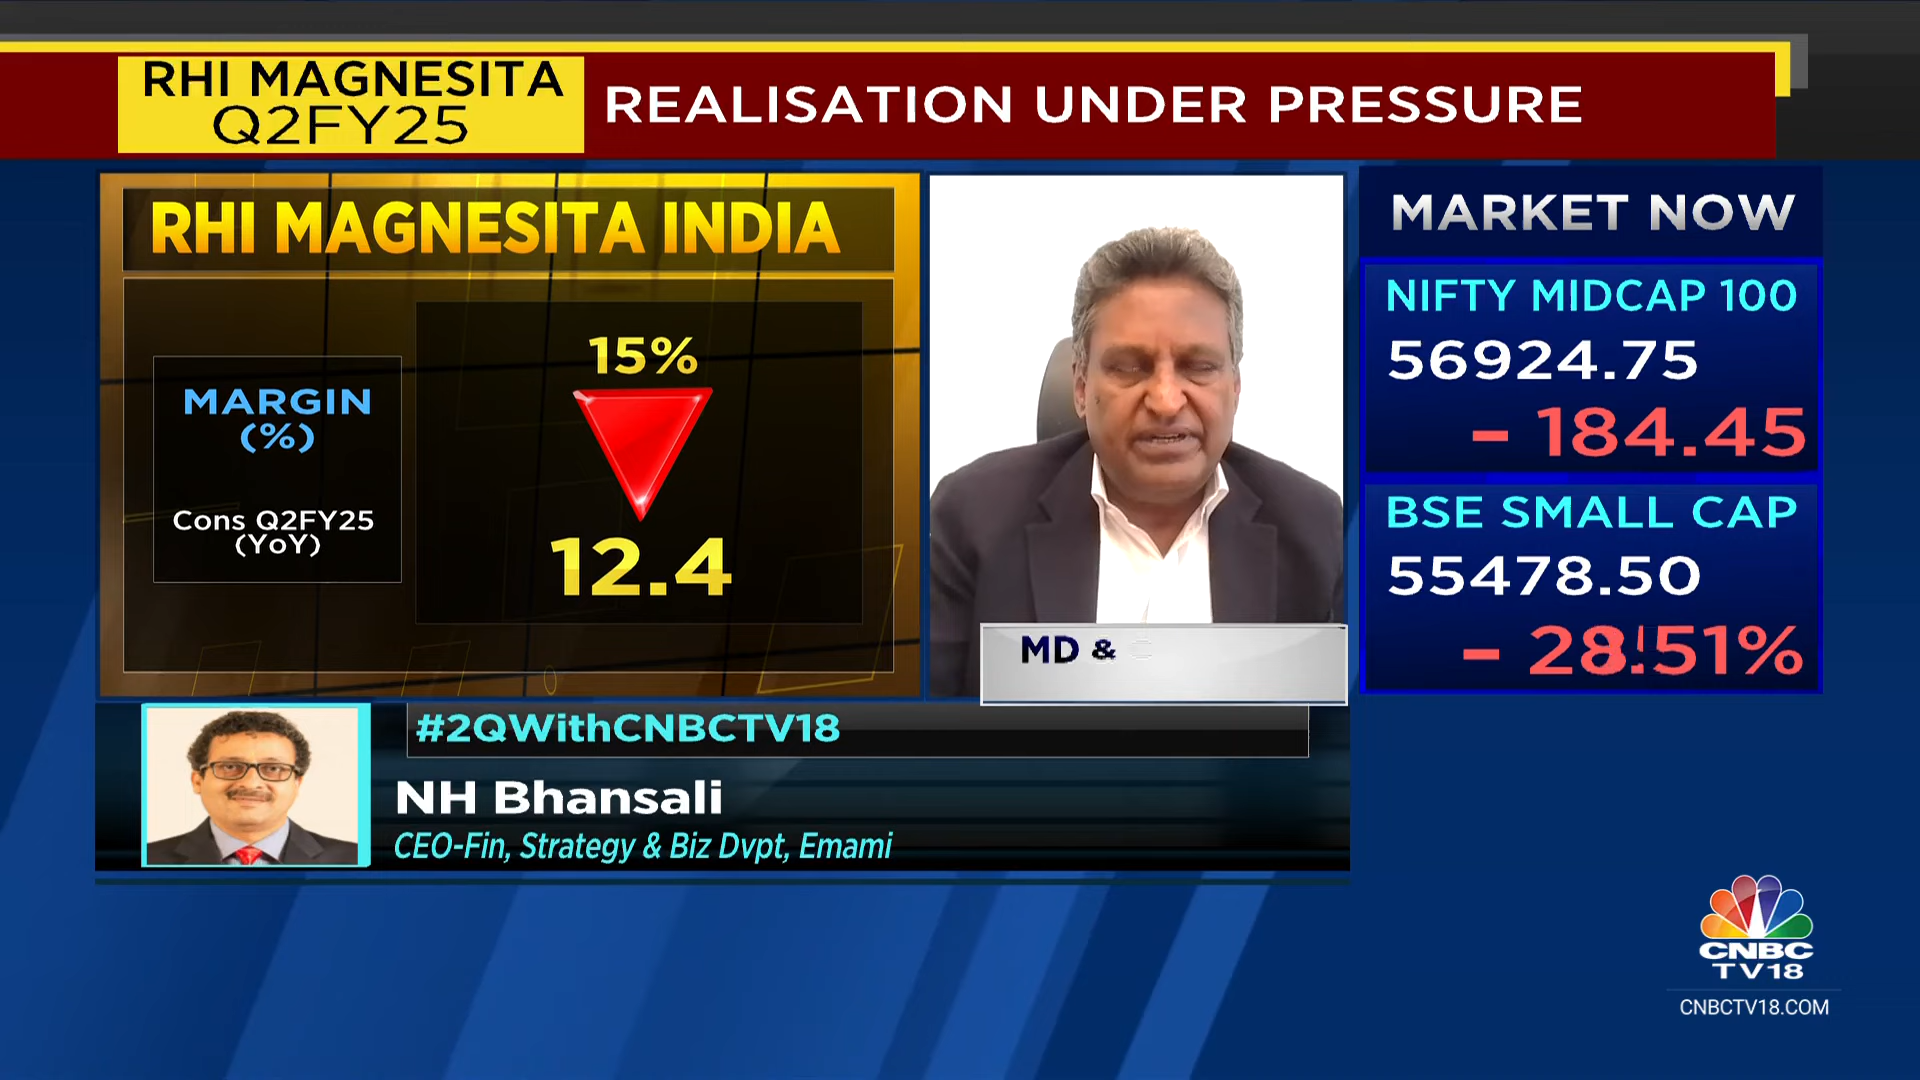 RHI MAGNESITA
Q2FY25
REALISATION UNDER PRESSURE
RHI MAGNESITA INDIA
MARGIN
(%)
Cons Q2FY25
(YoY)
15%
12.4
MD &
MARKET NOW
NIFTY MIDCAP 100
56924.75
- 184.45
BSE SMALL CAP
55478.50
#2QWithCNBCTV18
NH Bhansali
CEO-Fin, Strategy & Biz Dvpt, Emami
CNBC
TV18
CNBCTV18.COM